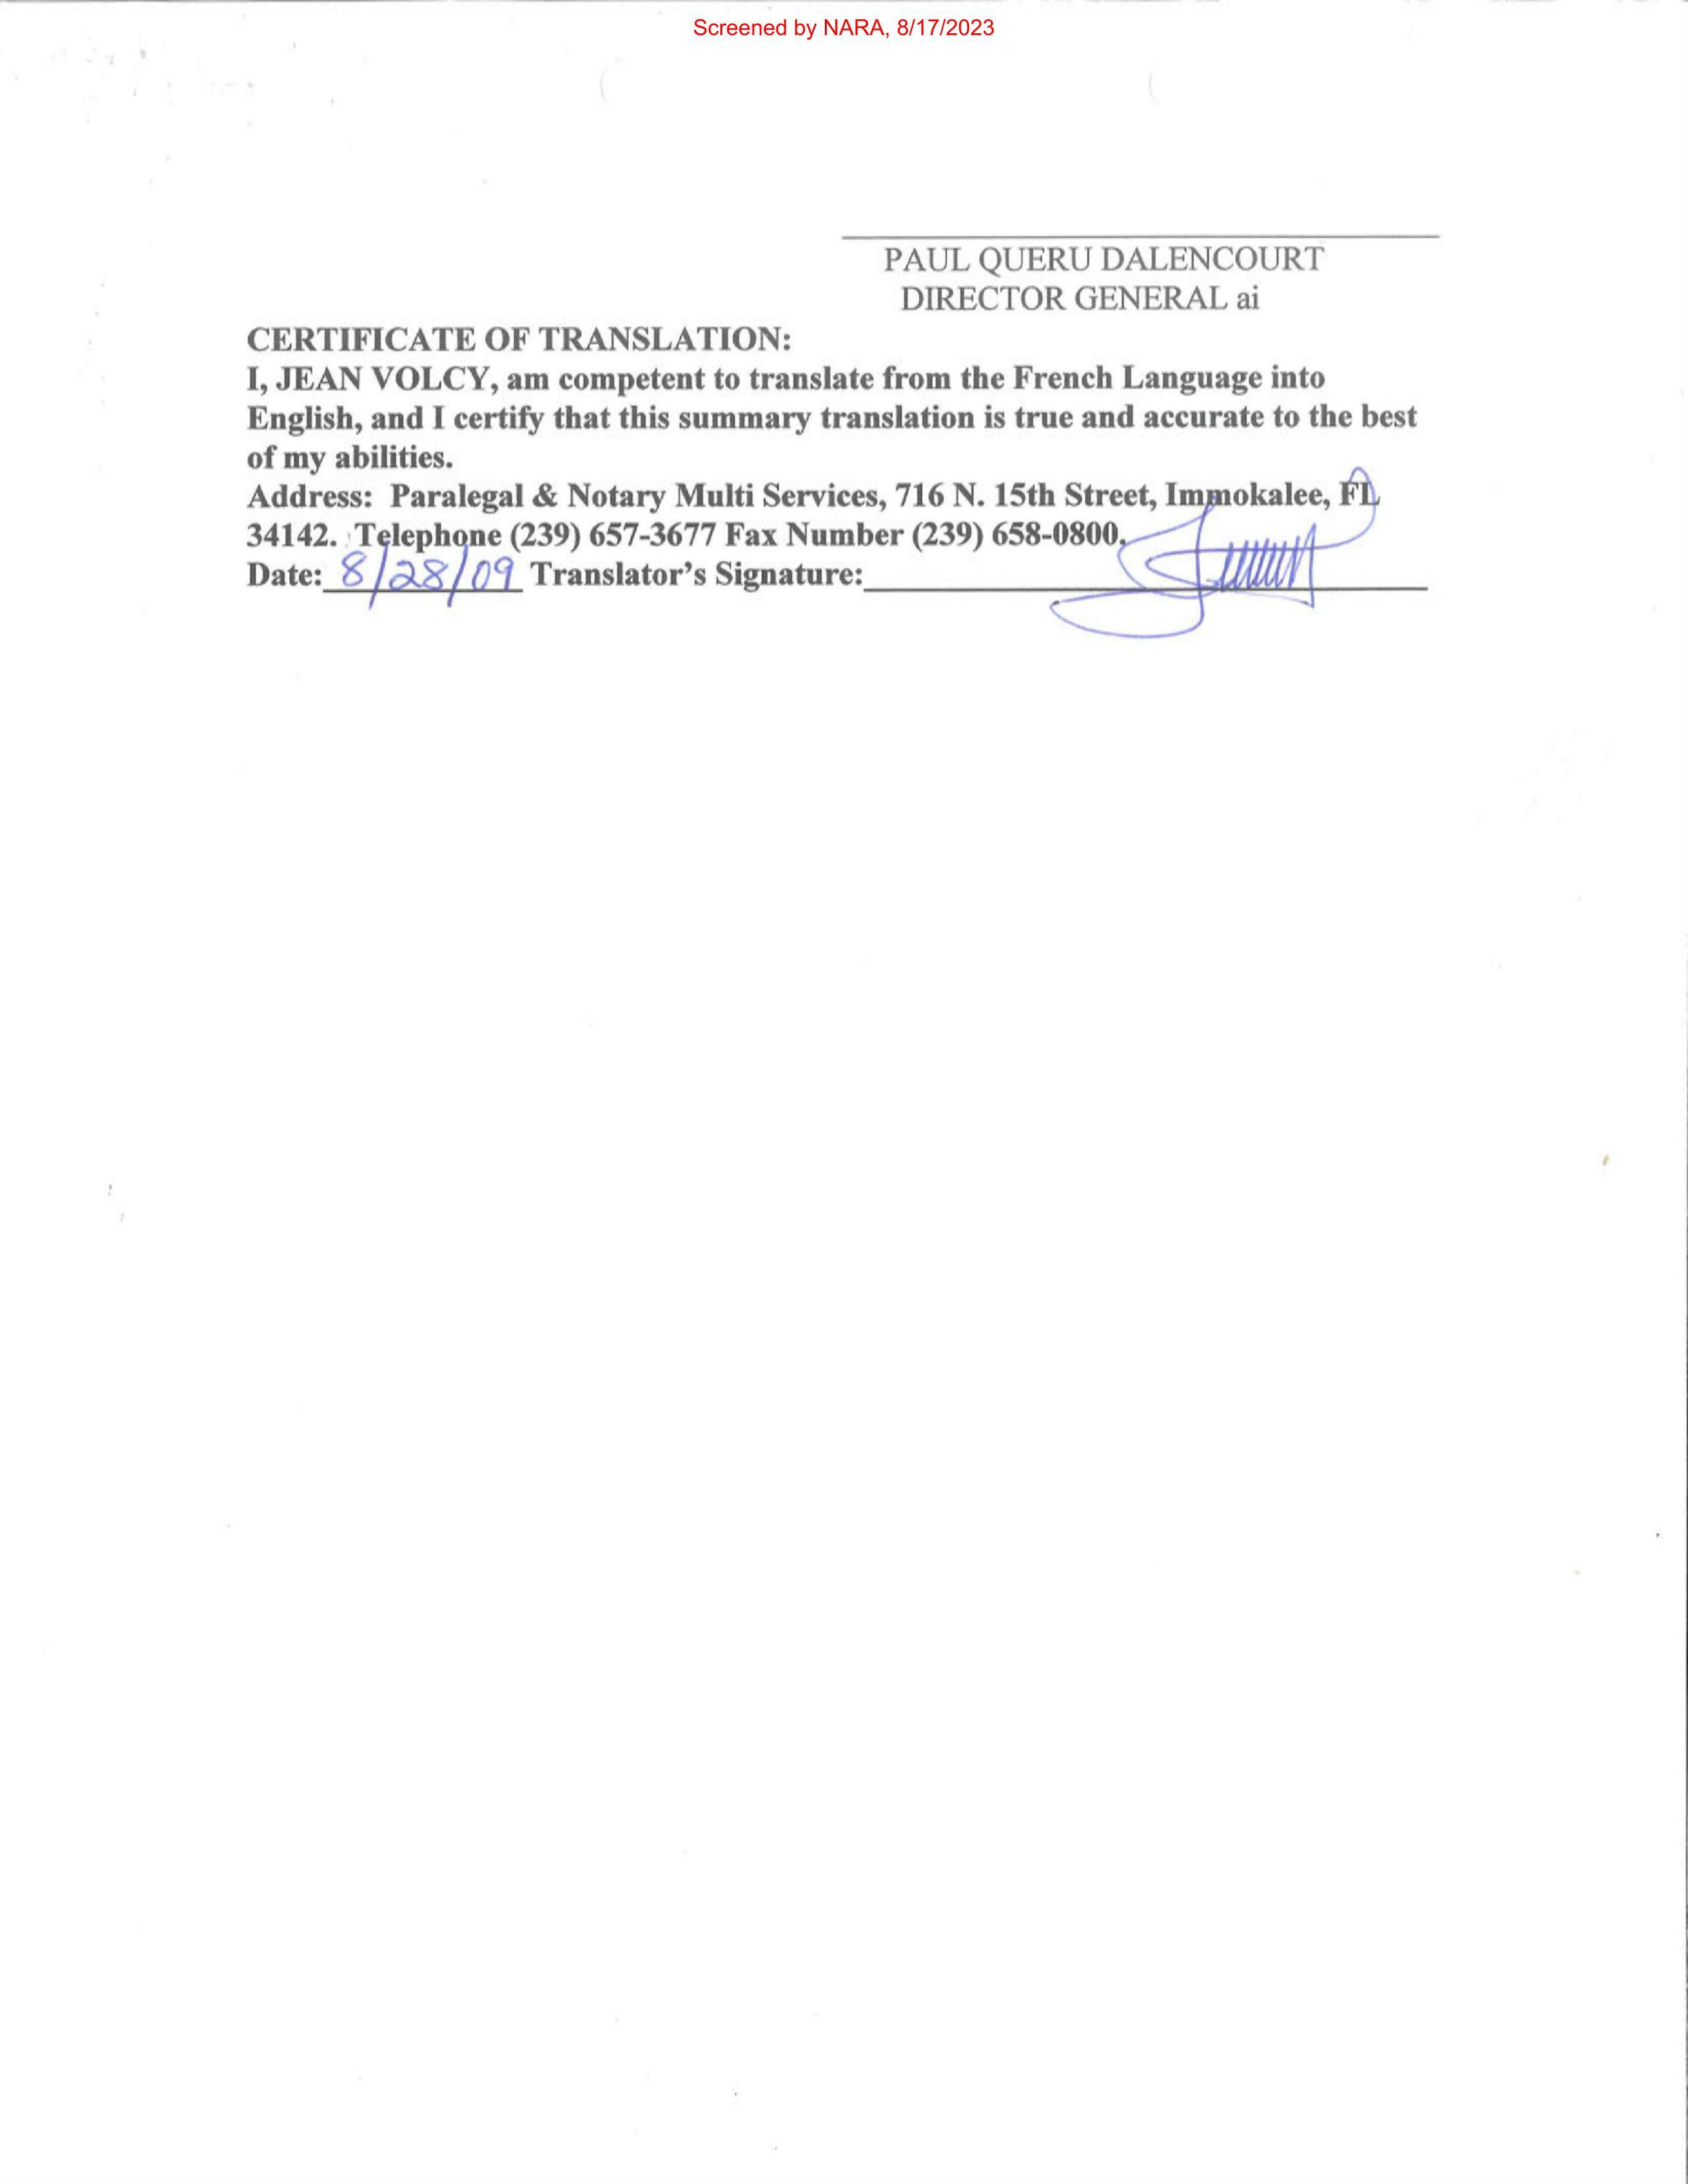 Screened by NARA, 8/17/2023
PAUL QUERU DALENCOURT
DIRECTOR GENERAL ai
CERTIFICATE OF TRANSLATION:
I, JEAN VOLCY, am competent to translate from the French Language into
English, and I certify that this summary translation is true and accurate to the best
of my abilities.
Address: Paralegal & Notary Multi Services, 716 N. 15th Street, Immokalee, FL
34142. Telephone (239) 657-3677 Fax Number (239) 658-0800.
Date: 8/28/09 Translator's Signature: